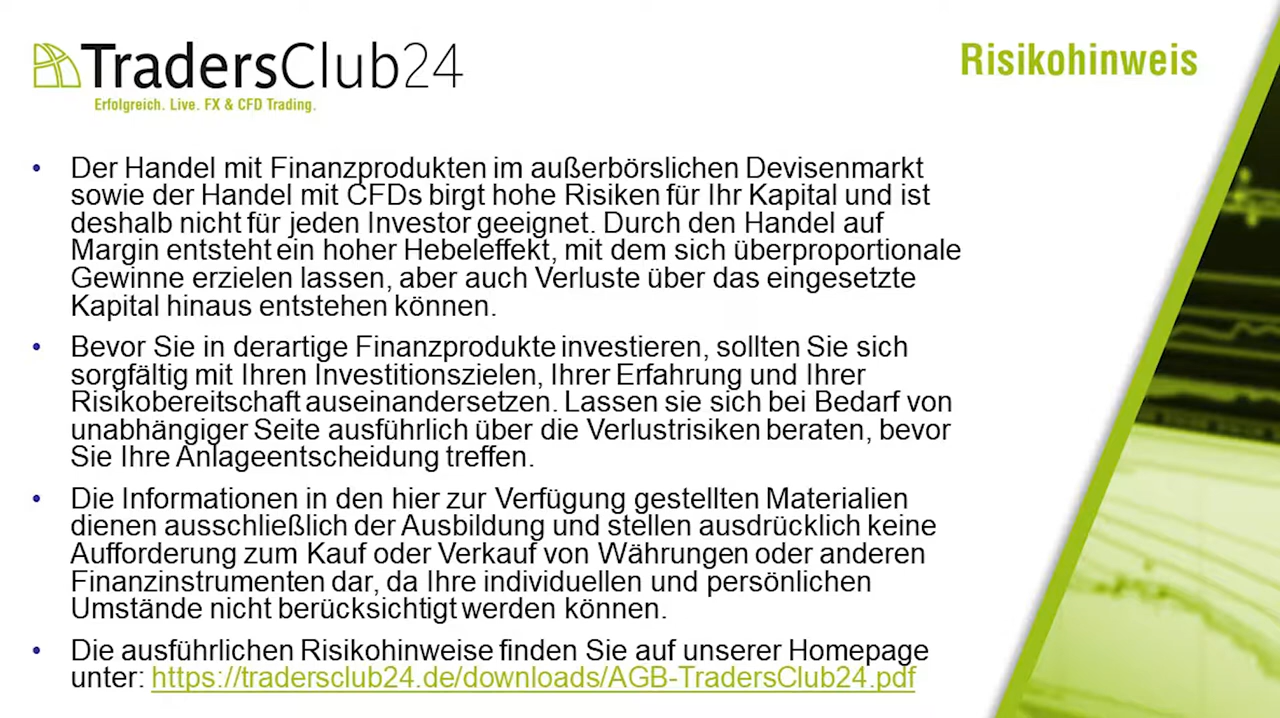 TradersClub24
Erfolgreich. Live. FX & CFD Trading.
Risikohinweis
• Der Handel mit Finanzprodukten im außerbörslichen Devisenmarkt
sowie der Handel mit CFDs birgt hohe Risiken für Ihr Kapital und ist
deshalb nicht für jeden Investor geeignet. Durch den Handel auf
Margin entsteht ein hoher Hebeleffekt, mit dem sich überproportionale
Gewinne erzielen lassen, aber auch Verluste über das eingesetzte
Kapital hinaus entstehen können.
• Bevor Sie in derartige Finanzprodukte investieren, sollten Sie sich
sorgfältig mit Ihren Investitionszielen, Ihrer Erfahrung und Ihrer
Risikobereitschaft auseinandersetzen. Lassen sie sich bei Bedarf von
unabhängiger Seite ausführlich über die Verlustrisiken beraten, bevor
Sie Ihre Anlageentscheidung treffen.
• Die Informationen in den hier zur Verfügung gestellten Materialien
dienen ausschließlich der Ausbildung und stellen ausdrücklich keine
Aufforderung zum Kauf oder Verkauf von Währungen oder anderen
Finanzinstrumenten dar, da Ihre individuellen und persönlichen
Umstände nicht berücksichtigt werden können.
• Die ausführlichen Risikohinweise finden Sie auf unserer Homepage
unter: https://tradersclub24.de/downloads/AGB-TradersClub24.pdf